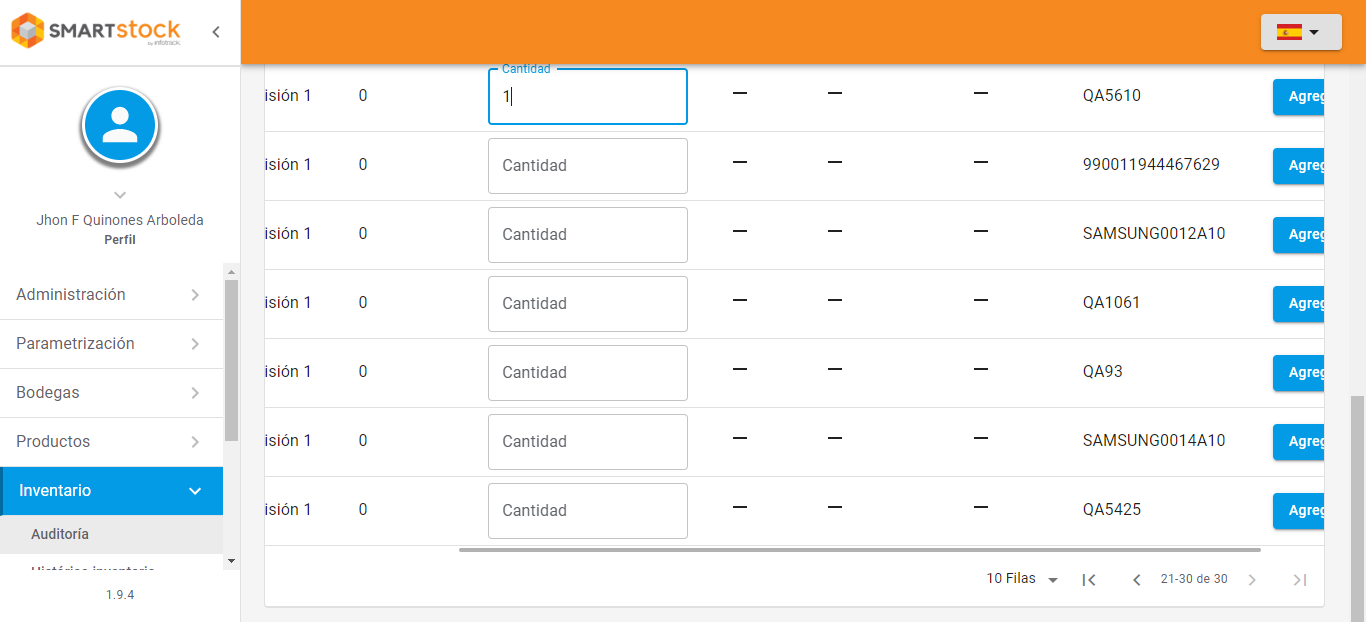 SMARTstock
by infotrack.
Jhon F Quinones Arboleda
Perfil
Administración
Parametrización
Bodegas
Productos
Inventario
Auditoría
Histórico inventario
1.9.4
Cantidad
isión 1 0 1 — — — QA5610 Agreg
isión 1 0 Cantidad — — — 990011944467629 Agreg
isión 1 0 Cantidad — — — SAMSUNG0012A10 Agreg
isión 1 0 Cantidad — — — QA1061 Agreg
isión 1 0 Cantidad — — — QA93 Agreg
isión 1 0 Cantidad — — — SAMSUNG0014A10 Agreg
isión 1 0 Cantidad — — — QA5425 Agreg
10 Filas 21-30 de 30